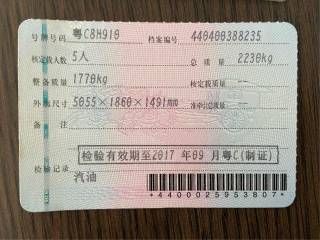 号牌号码 粤C8H910 档案编号 440400388235
核定载人数 5人 总质量 2230kg
整备质量 1770kg 核定载质量 --
外廓尺寸 5055×1860×1491mm 准牵引总质量 --
备注
检验有效期至2017年09月粤C(制证)
检验记录
汽油
*4400025953807*